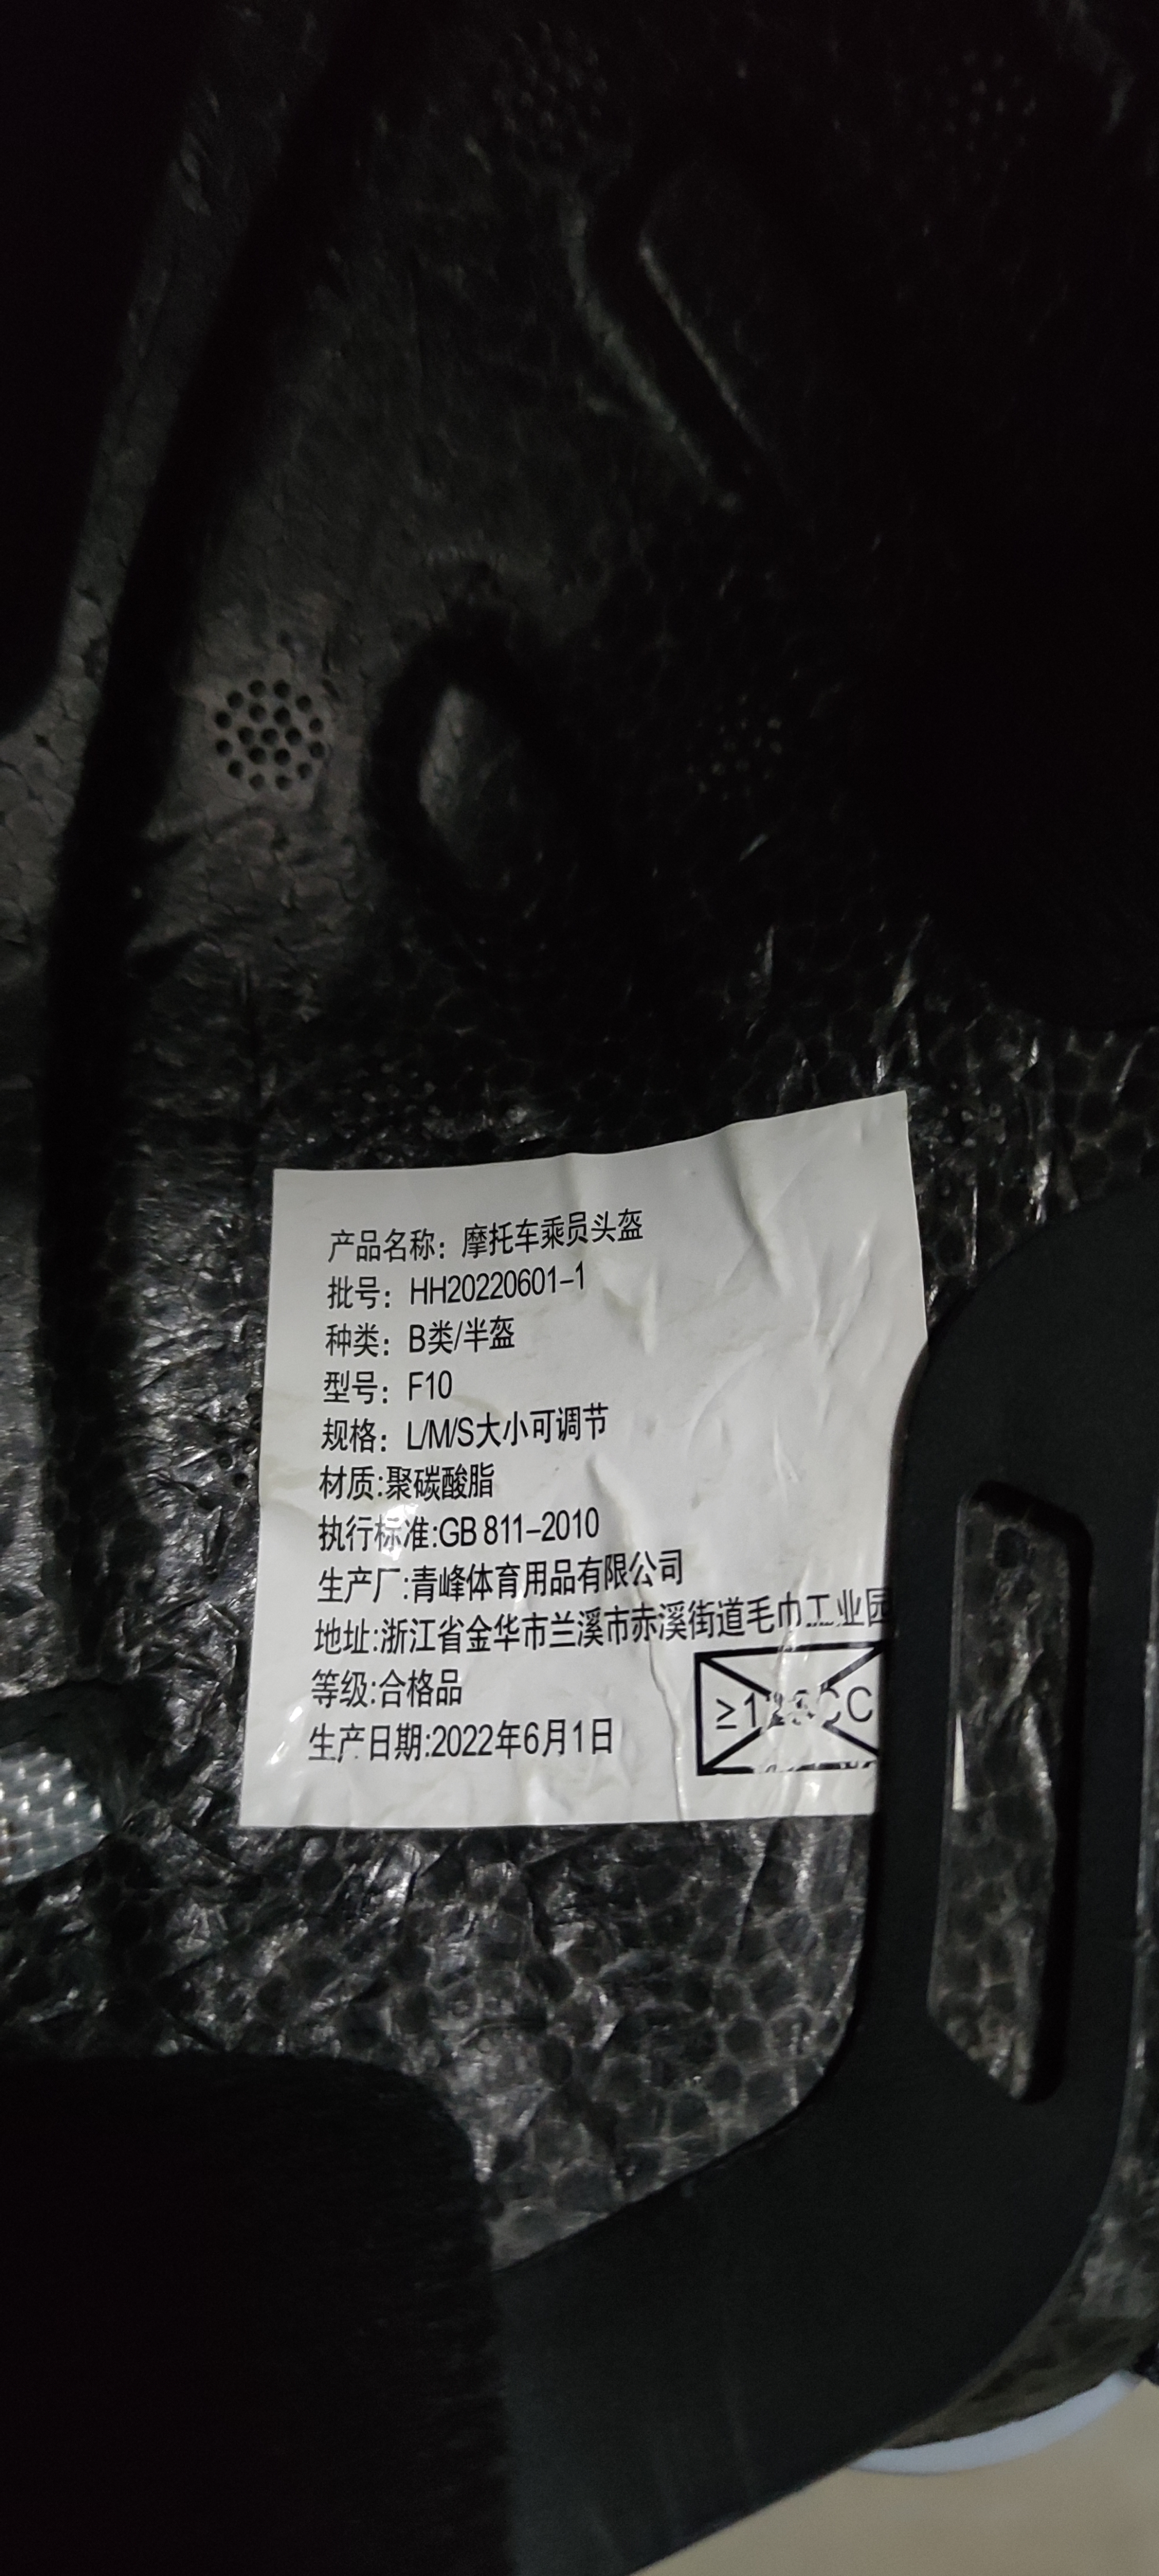 产品名称：摩托车乘员头盔
批号：HH20220601-1
种类：B类/半盔
型号：F10
规格：L/M/S大小可调节
材质:聚碳酸脂
执行标准:GB 811-2010
生产厂:青峰体育用品有限公司
地址:浙江省金华市兰溪市赤溪街道毛巾工业园
等级:合格品
≥125CC
生产日期:2022年6月1日